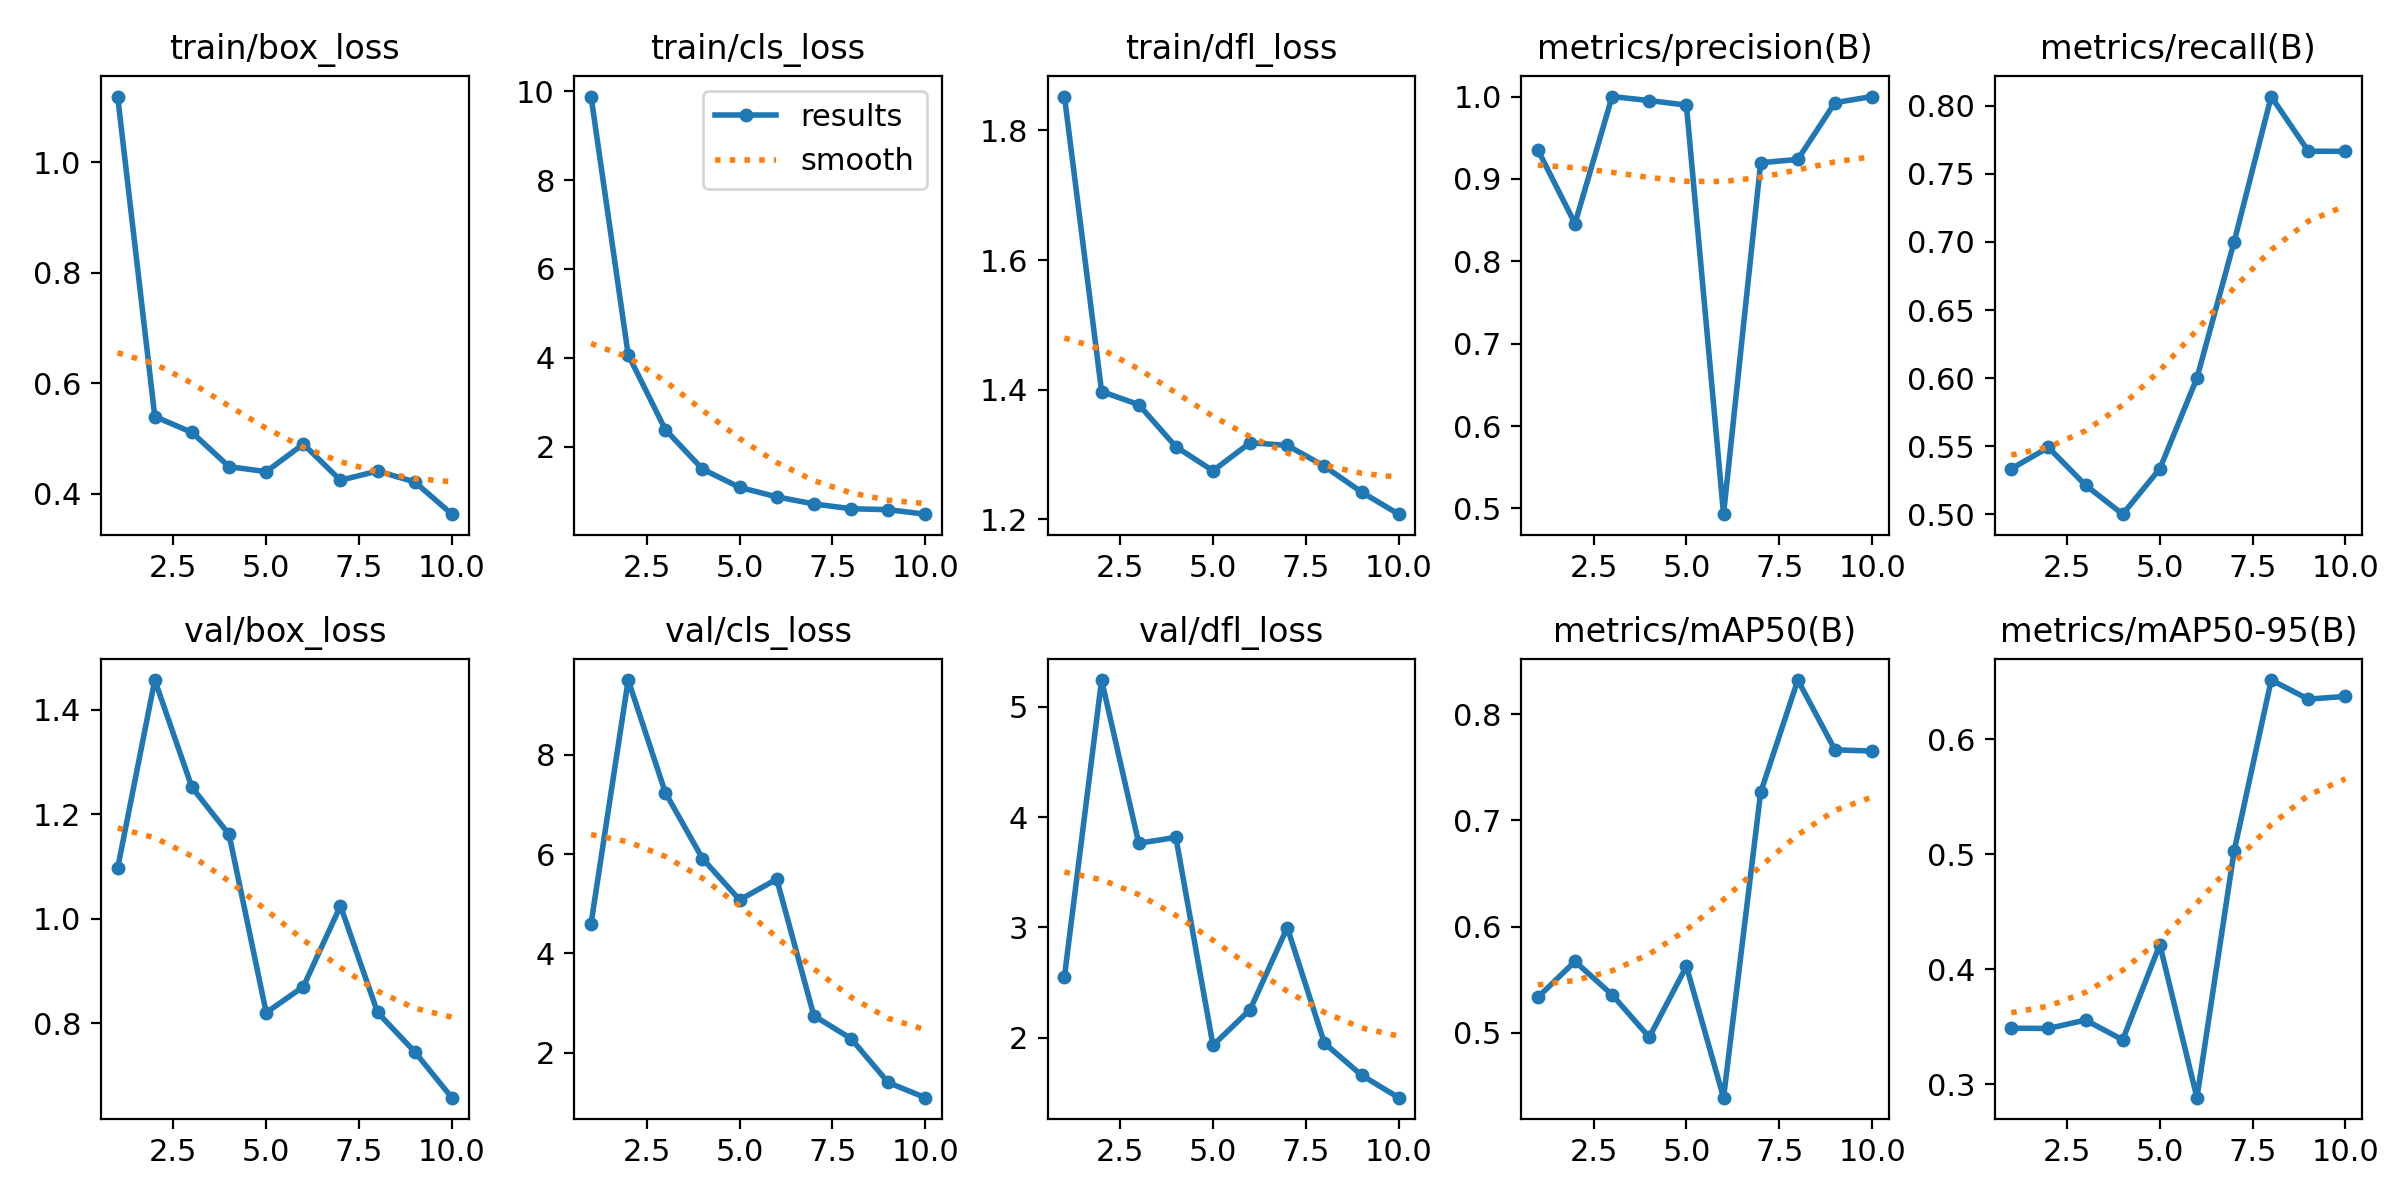 train/box_loss
train/cls_loss
train/dfl_loss
metrics/precision(B)
metrics/recall(B)
1.0
0.8
0.6
0.4
2.5 5.0 7.5 10.0
10
8
6
4
2
results
smooth
2.5 5.0 7.5 10.0
1.8
1.6
1.4
1.2
2.5 5.0 7.5 10.0
1.0
0.9
0.8
0.7
0.6
0.5
2.5 5.0 7.5 10.0
0.80
0.75
0.70
0.65
0.60
0.55
0.50
2.5 5.0 7.5 10.0
val/box_loss
val/cls_loss
val/dfl_loss
metrics/mAP50(B)
metrics/mAP50-95(B)
1.4
1.2
1.0
0.8
2.5 5.0 7.5 10.0
8
6
4
2
2.5 5.0 7.5 10.0
5
4
3
2
2.5 5.0 7.5 10.0
0.8
0.7
0.6
0.5
2.5 5.0 7.5 10.0
0.6
0.5
0.4
0.3
2.5 5.0 7.5 10.0